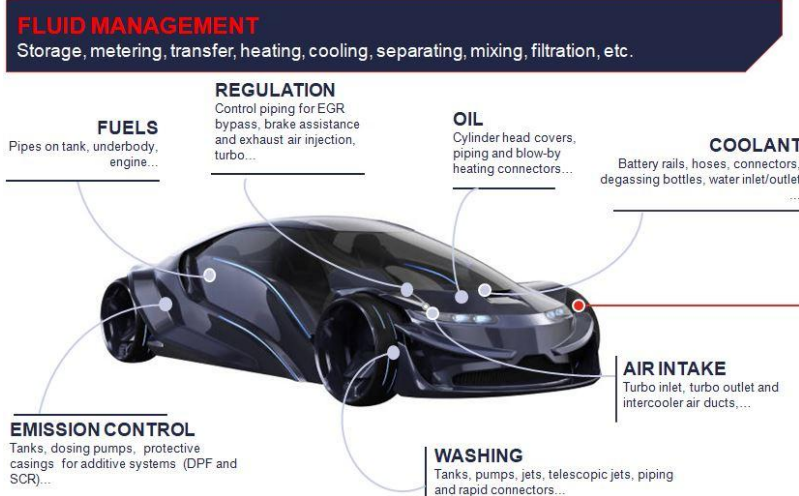 FLUID MANAGEMENT
Storage, metering, transfer, heating, cooling, separating, mixing, filtration, etc.
REGULATION
Control piping for EGR
bypass, brake assistance
and exhaust air injection,
turbo...
FUELS
Pipes on tank, underbody,
engine...
OIL
Cylinder head covers,
piping and blow-by
heating connectors...
COOLANT
Battery rails, hoses, connectors,
degassing bottles, water inlet/outlet
...
AIR INTAKE
Turbo inlet, turbo outlet and
intercooler air ducts,...
EMISSION CONTROL
Tanks, dosing pumps, protective
casings for additive systems (DPF and
SCR)...
WASHING
Tanks, pumps, jets, telescopic jets, piping
and rapid connectors...